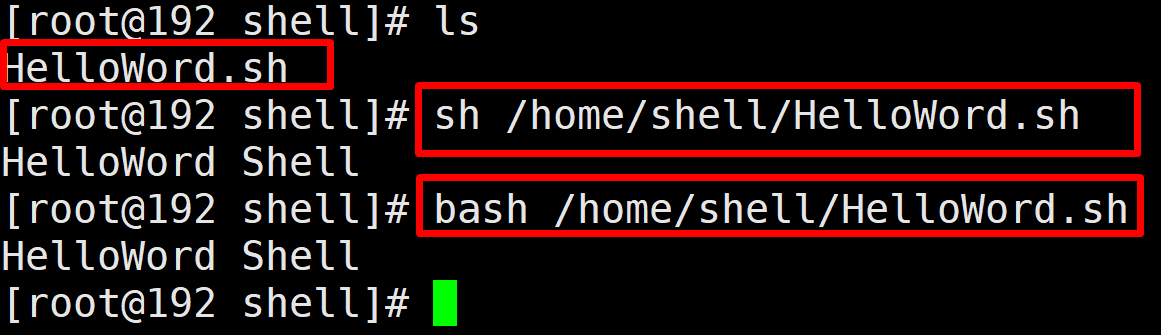 [root@192 shell]# ls
HelloWord.sh
[root@192 shell]# sh /home/shell/HelloWord.sh
HelloWord Shell
[root@192 shell]# bash /home/shell/HelloWord.sh
HelloWord Shell
[root@192 shell]#